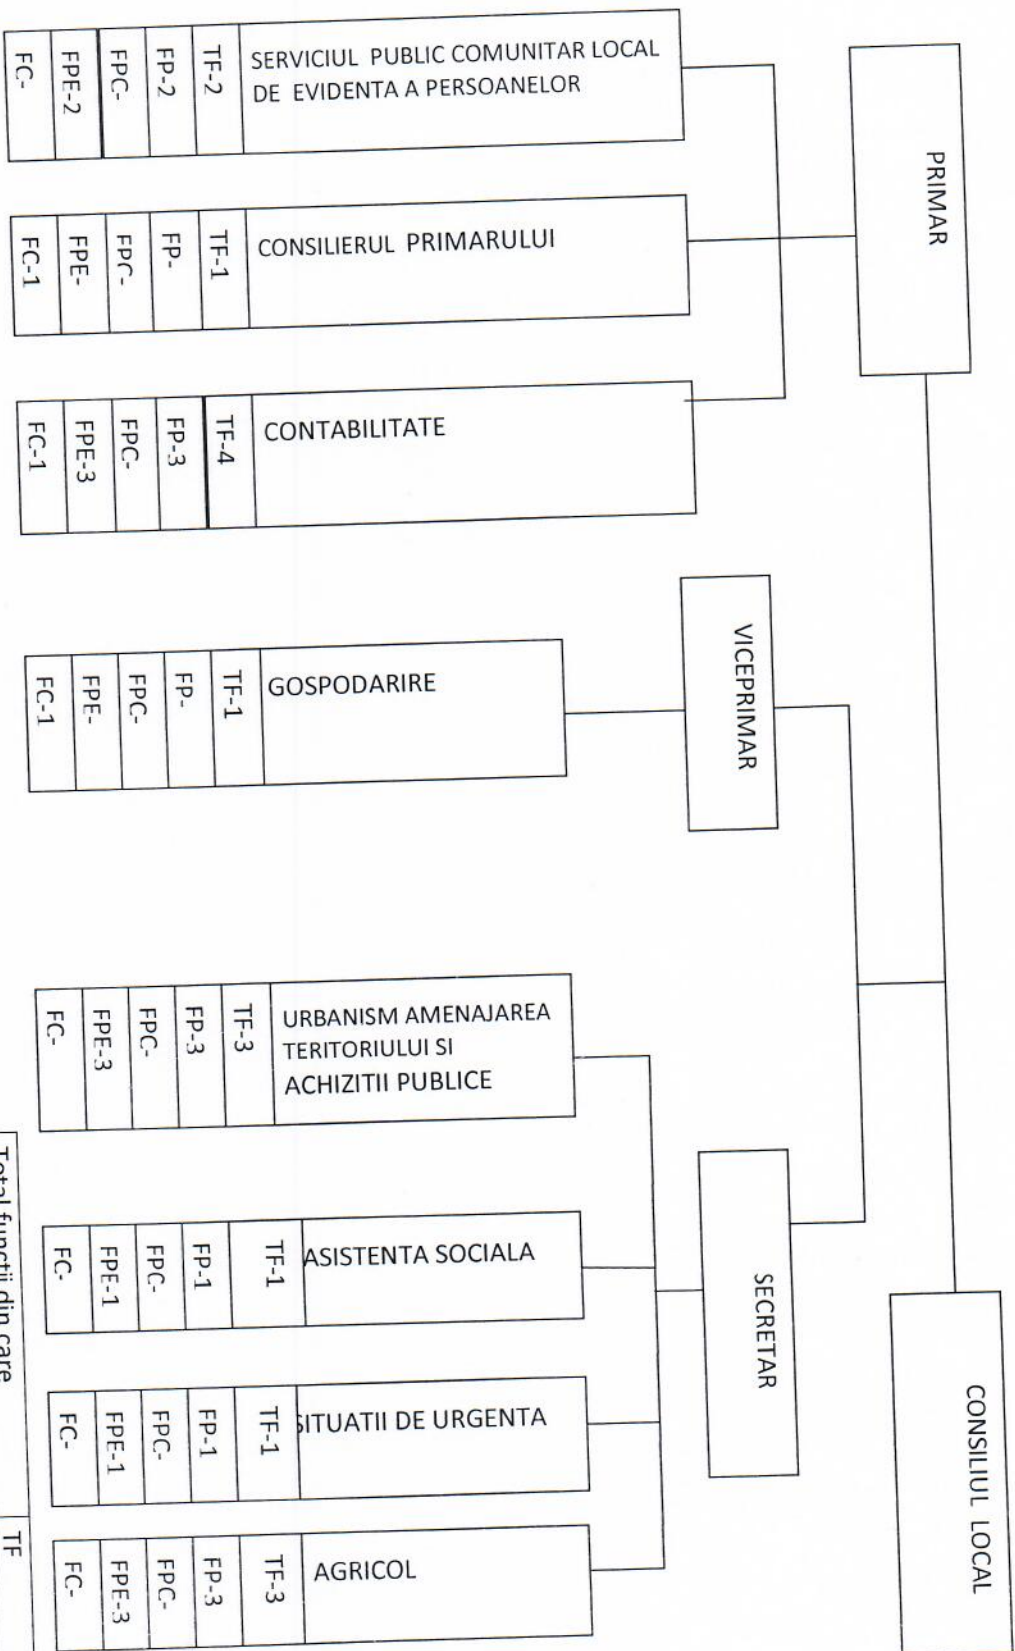 CONSILIUL LOCAL
PRIMAR
VICEPRIMAR
SECRETAR
SERVICIUL PUBLIC COMUNITAR LOCAL
DE EVIDENTA A PERSOANELOR
TF-2
FP-2
FPC-
FPE-2
FC-
CONSILIERUL PRIMARULUI
TF-1
FP-
FPC-
FPE-
FC-1
CONTABILITATE
TF-4
FP-3
FPC-
FPE-3
FC-1
GOSPODARIRE
TF-1
FP-
FPC-
FPE-
FC-1
URBANISM AMENAJAREA
TERITORIULUI SI
ACHIZITII PUBLICE
TF-3
FP-3
FPC-
FPE-3
FC-
ASISTENTA SOCIALA
TF-1
FP-1
FPC-
FPE-1
FC-
SITUATII DE URGENTA
TF-1
FP-1
FPC-
FPE-1
FC-
AGRICOL
TF-3
FP-3
FPC-
FPE-3
FC-
Total functii din care
TF